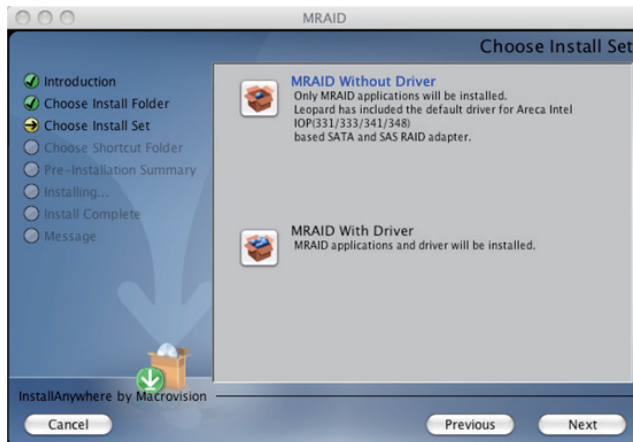 MRAID
Choose Install Set
Introduction
Choose Install Folder
Choose Install Set
Choose Shortcut Folder
Pre-Installation Summary
Installing...
Install Complete
Message
MRAID Without Driver
Only MRAID applications will be installed.
Leopard has included the default driver for Areca Intel
IOP(331/333/341/348)
based SATA and SAS RAID adapter.
MRAID With Driver
MRAID applications and driver will be installed.
InstallAnywhere by Macrovision
Cancel
Previous
Next